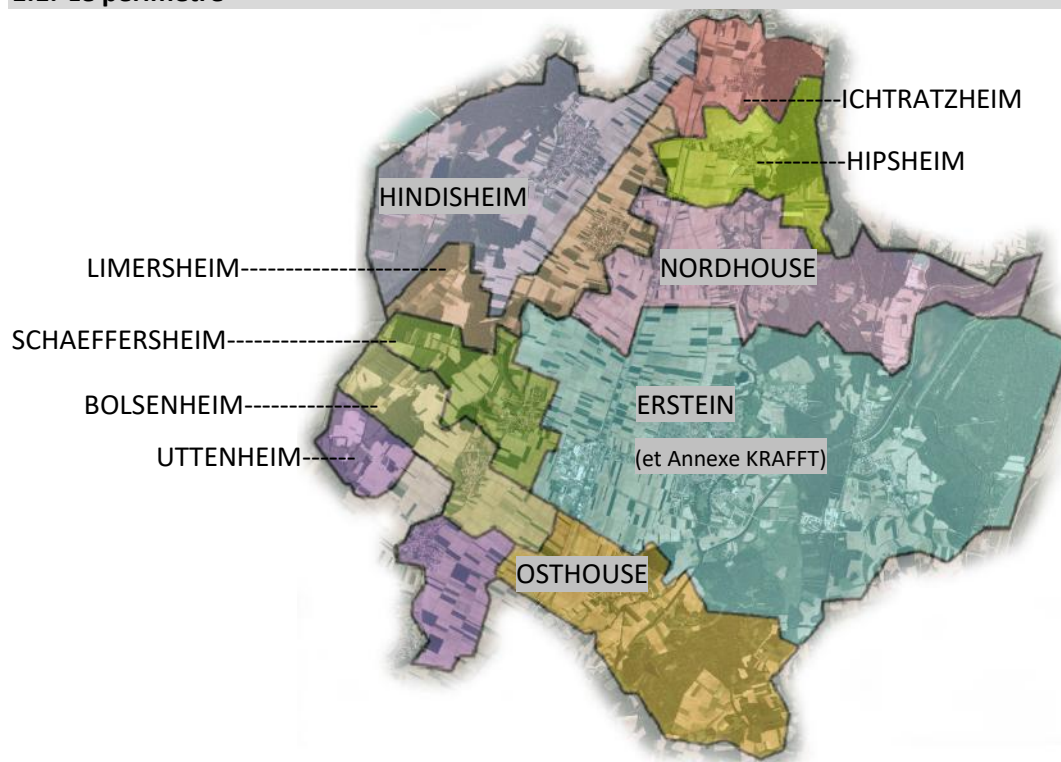 ICHTRATZHEIM
HIPSHEIM
HINDISHEIM
LIMERSHEIM
NORDHOUSE
SCHAEFFERSHEIM
BOLSENHEIM
ERSTEIN
UTTENHEIM
(et Annexe KRAFFT)
OSTHOUSE